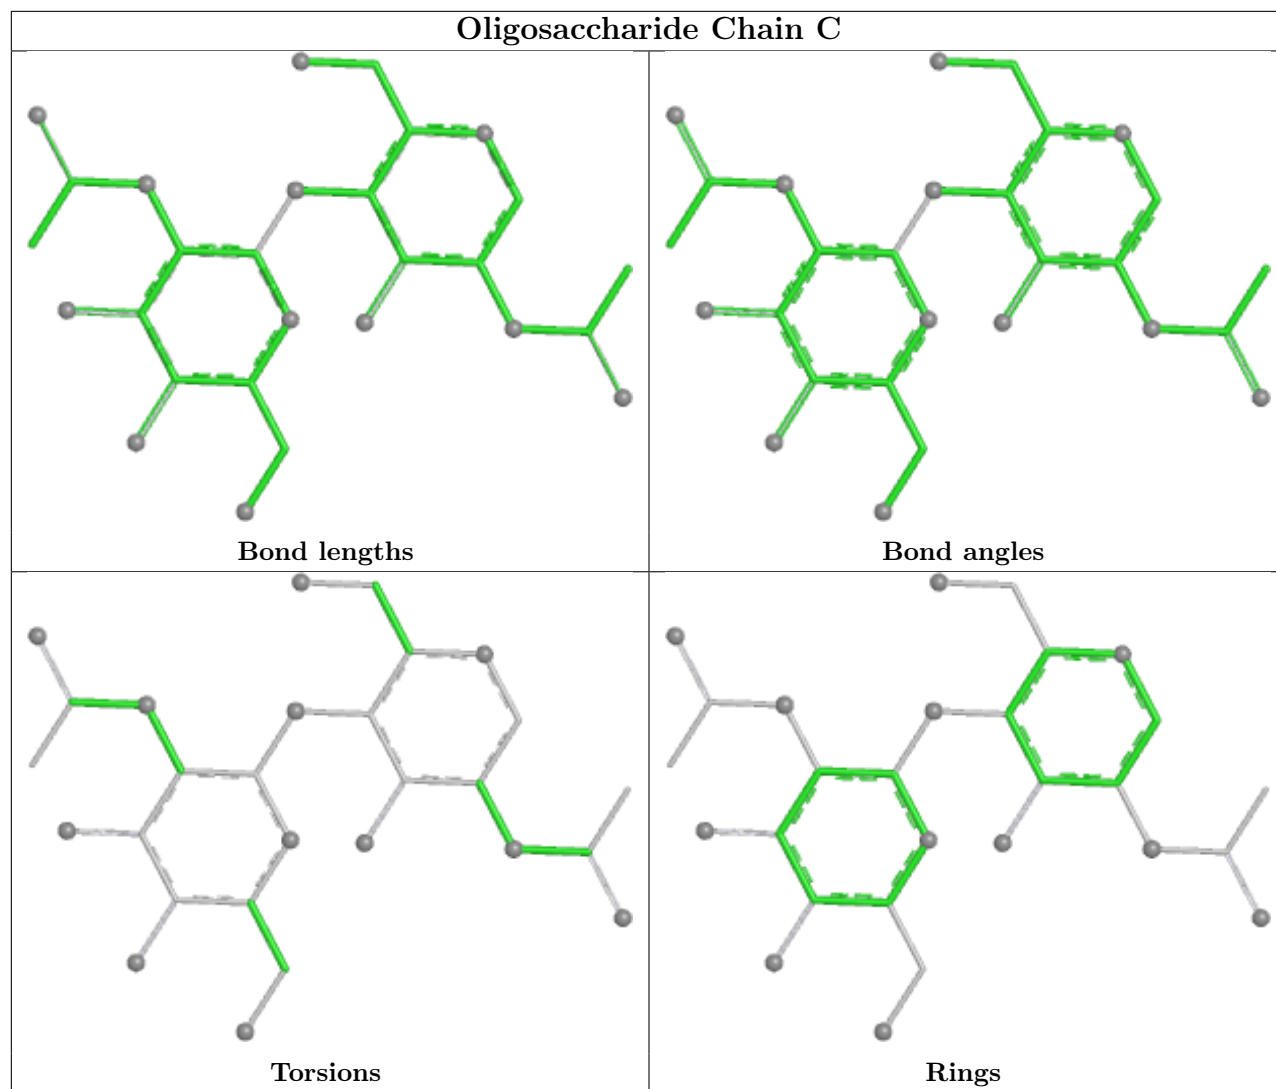 Oligosaccharide Chain C
Bond lengths
Bond angles
Torsions
Rings